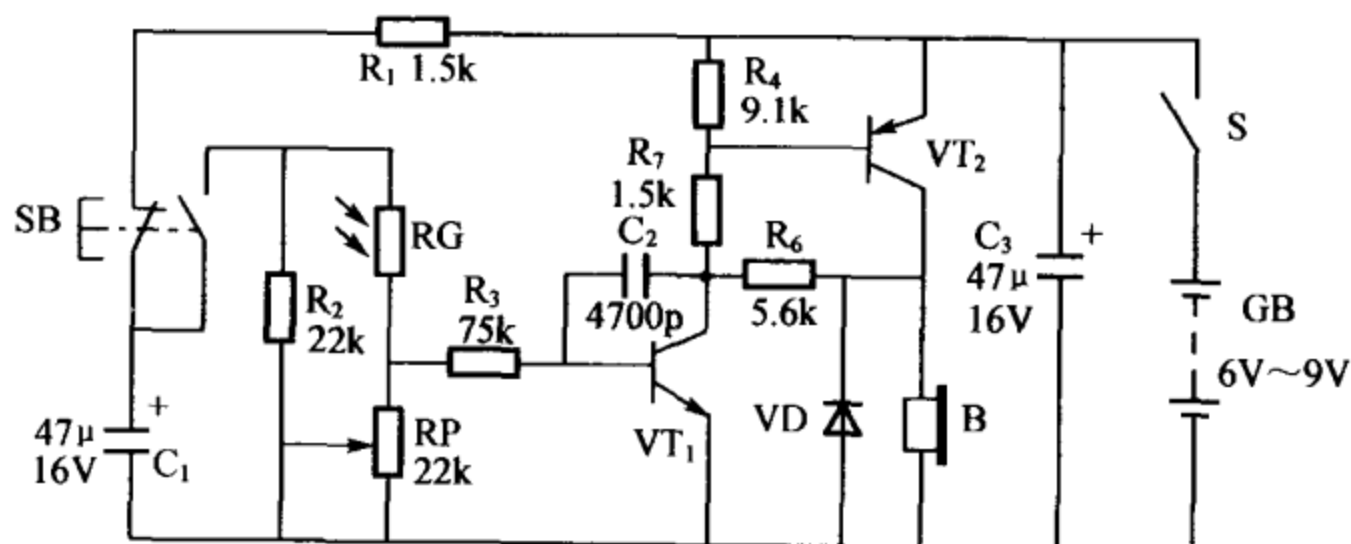 R₁ 1.5k
R₄
9.1k
S
VT₂
R₇
1.5k
SB
RG
C₂
4700p
R₆
5.6k
C₃
47μ
16V
+
GB
6V～9V
R₂
22k
R₃
75k
47μ
16V
+
C₁
RP
22k
VT₁
VD
B